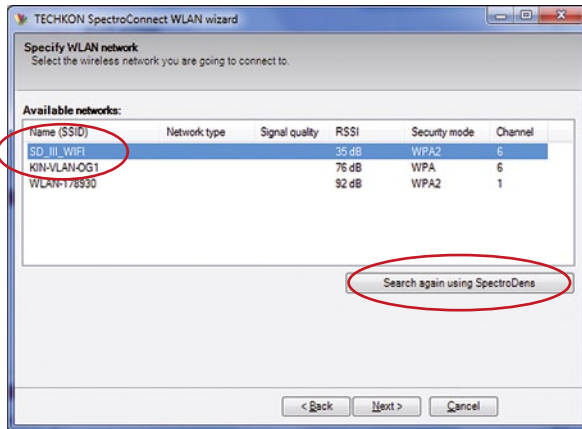 TECHKON SpectroConnect WLAN wizard
Specify WLAN network
Select the wireless network you are going to connect to.
Available networks:
Name (SSID) Network type Signal quality RSSI Security mode Channel
SD_III_WIFI 35 dB WPA2 6
KIN-VLAN-OG1 76 dB WPA 6
WLAN-178930 92 dB WPA2 1
Search again using SpectroDens
< Back Next > Cancel